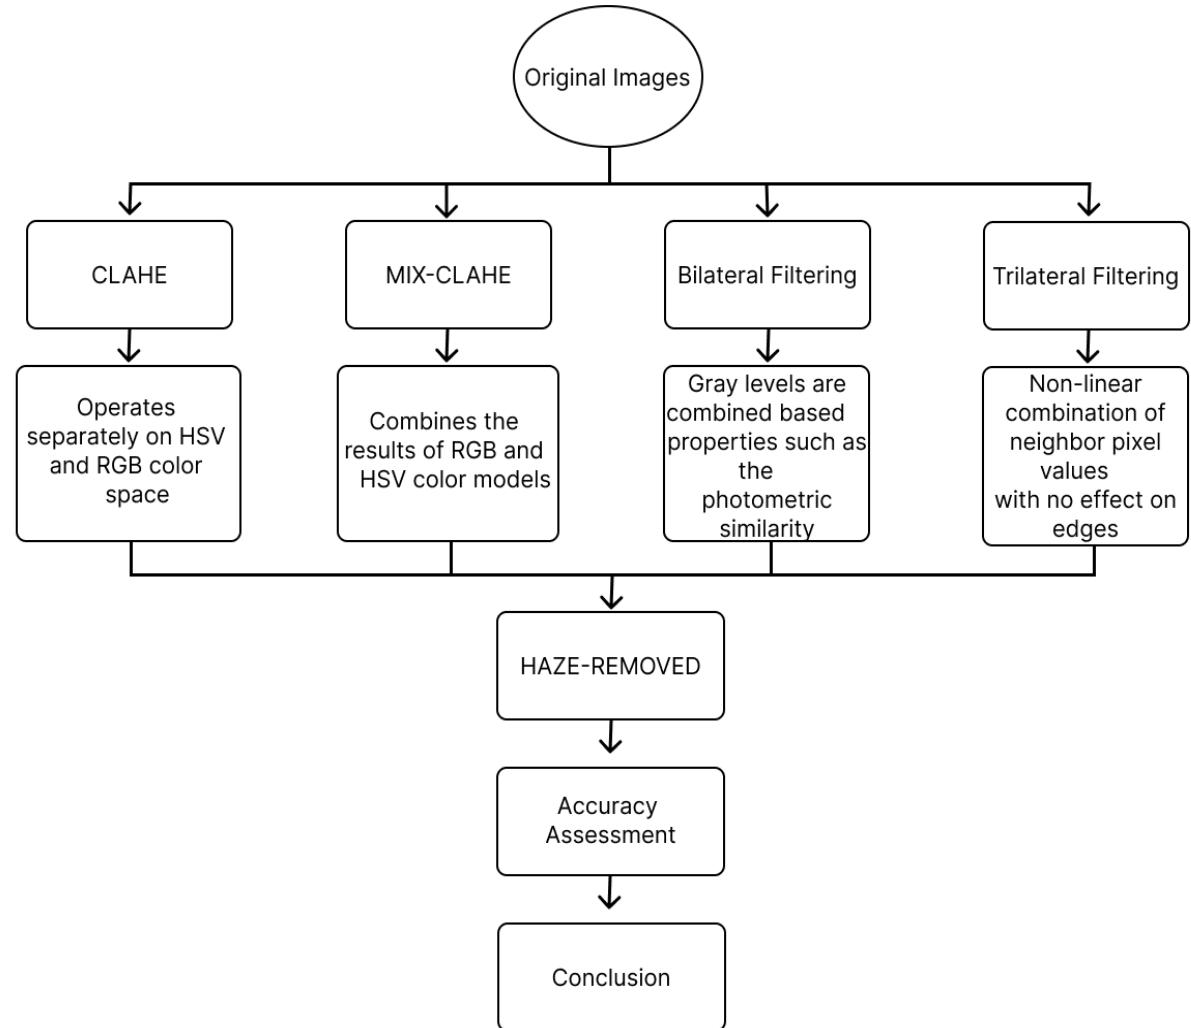 Original Images
CLAHE
MIX-CLAHE
Bilateral Filtering
Trilateral Filtering
Operates
separately on HSV
and RGB color
space
Combines the
results of RGB and
HSV color models
Gray levels are
combined based
properties such as
the
photometric
similarity
Non-linear
combination of
neighbor pixel
values
with no effect on
edges
HAZE-REMOVED
Accuracy
Assessment
Conclusion